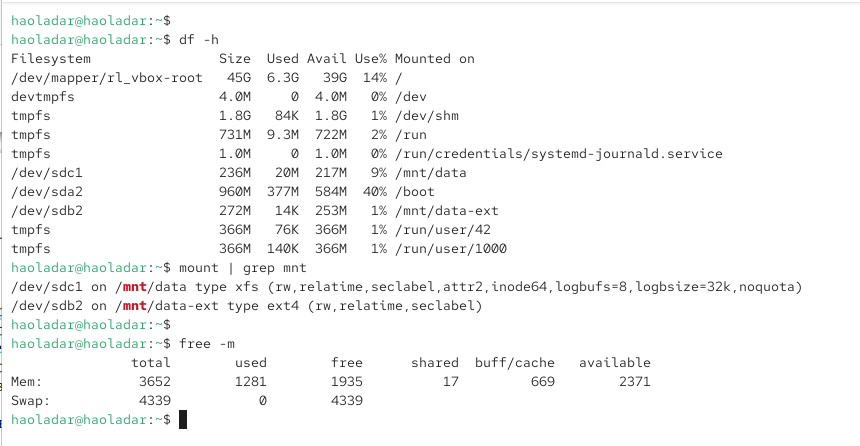 haoladar@haoladar:~$
haoladar@haoladar:~$ df -h
Filesystem                Size  Used Avail Use% Mounted on
/dev/mapper/rl_vbox-root   45G  6.3G   39G  14% /
devtmpfs                  4.0M     0  4.0M   0% /dev
tmpfs                     1.8G   84K  1.8G   1% /dev/shm
tmpfs                     731M  9.3M  722M   2% /run
tmpfs                     1.0M     0  1.0M   0% /run/credentials/systemd-journald.service
/dev/sdc1                 236M   20M  217M   9% /mnt/data
/dev/sda2                 960M  377M  584M  40% /boot
/dev/sdb2                 272M   14K  253M   1% /mnt/data-ext
tmpfs                     366M   76K  366M   1% /run/user/42
tmpfs                     366M  140K  366M   1% /run/user/1000
haoladar@haoladar:~$ mount | grep mnt
/dev/sdc1 on /mnt/data type xfs (rw,relatime,seclabel,attr2,inode64,logbufs=8,logbsize=32k,noquota)
/dev/sdb2 on /mnt/data-ext type ext4 (rw,relatime,seclabel)
haoladar@haoladar:~$
haoladar@haoladar:~$ free -m
               total        used        free      shared  buff/cache   available
Mem:            3652        1281        1935          17         669        2371
Swap:           4339           0        4339
haoladar@haoladar:~$